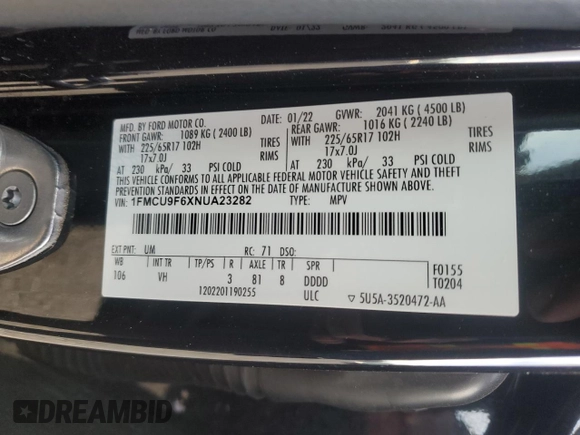 MFD. BY FORD MOTOR CO. 01/22 GVWR: 2041 KG ( 4500 LB)
FRONT GAWR: 1089 KG ( 2400 LB) REAR GAWR: 1016 KG ( 2240 LB)
WITH 225/65R17 102H TIRES WITH 225/65R17 102H TIRES
17x7.0J RIMS 17x7.0J RIMS
AT 230 kPa/ 33 PSI COLD AT 230 kPa/ 33 PSI COLD
THIS VEHICLE CONFORMS TO ALL APPLICABLE FEDERAL MOTOR VEHICLE SAFETY AND THEFT
PREVENTION STANDARDS IN EFFECT ON THE DATE OF MANUFACTURE SHOWN ABOVE.
VIN: 1FMCU9F6XNUA23282 TYPE: MPV
EXT PNT: UM RC: 71 DSO:
WB INT TR TP/PS R AXLE TR SPR
106 VH 3 81 8 DDDD
1202201190255 ULC
F0155
T0204
▽ 5U5A-3520472-AA
DREAMBID